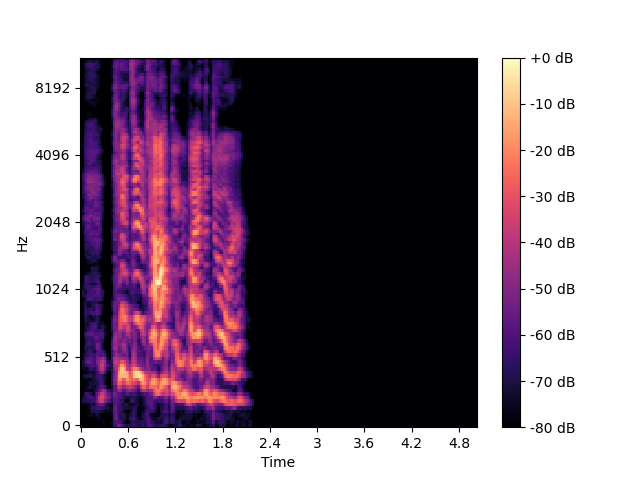 8192
4096
2048
1024
512
0
Hz
0 0.6 1.2 1.8 2.4 3 3.6 4.2 4.8
Time
+0 dB
-10 dB
-20 dB
-30 dB
-40 dB
-50 dB
-60 dB
-70 dB
-80 dB